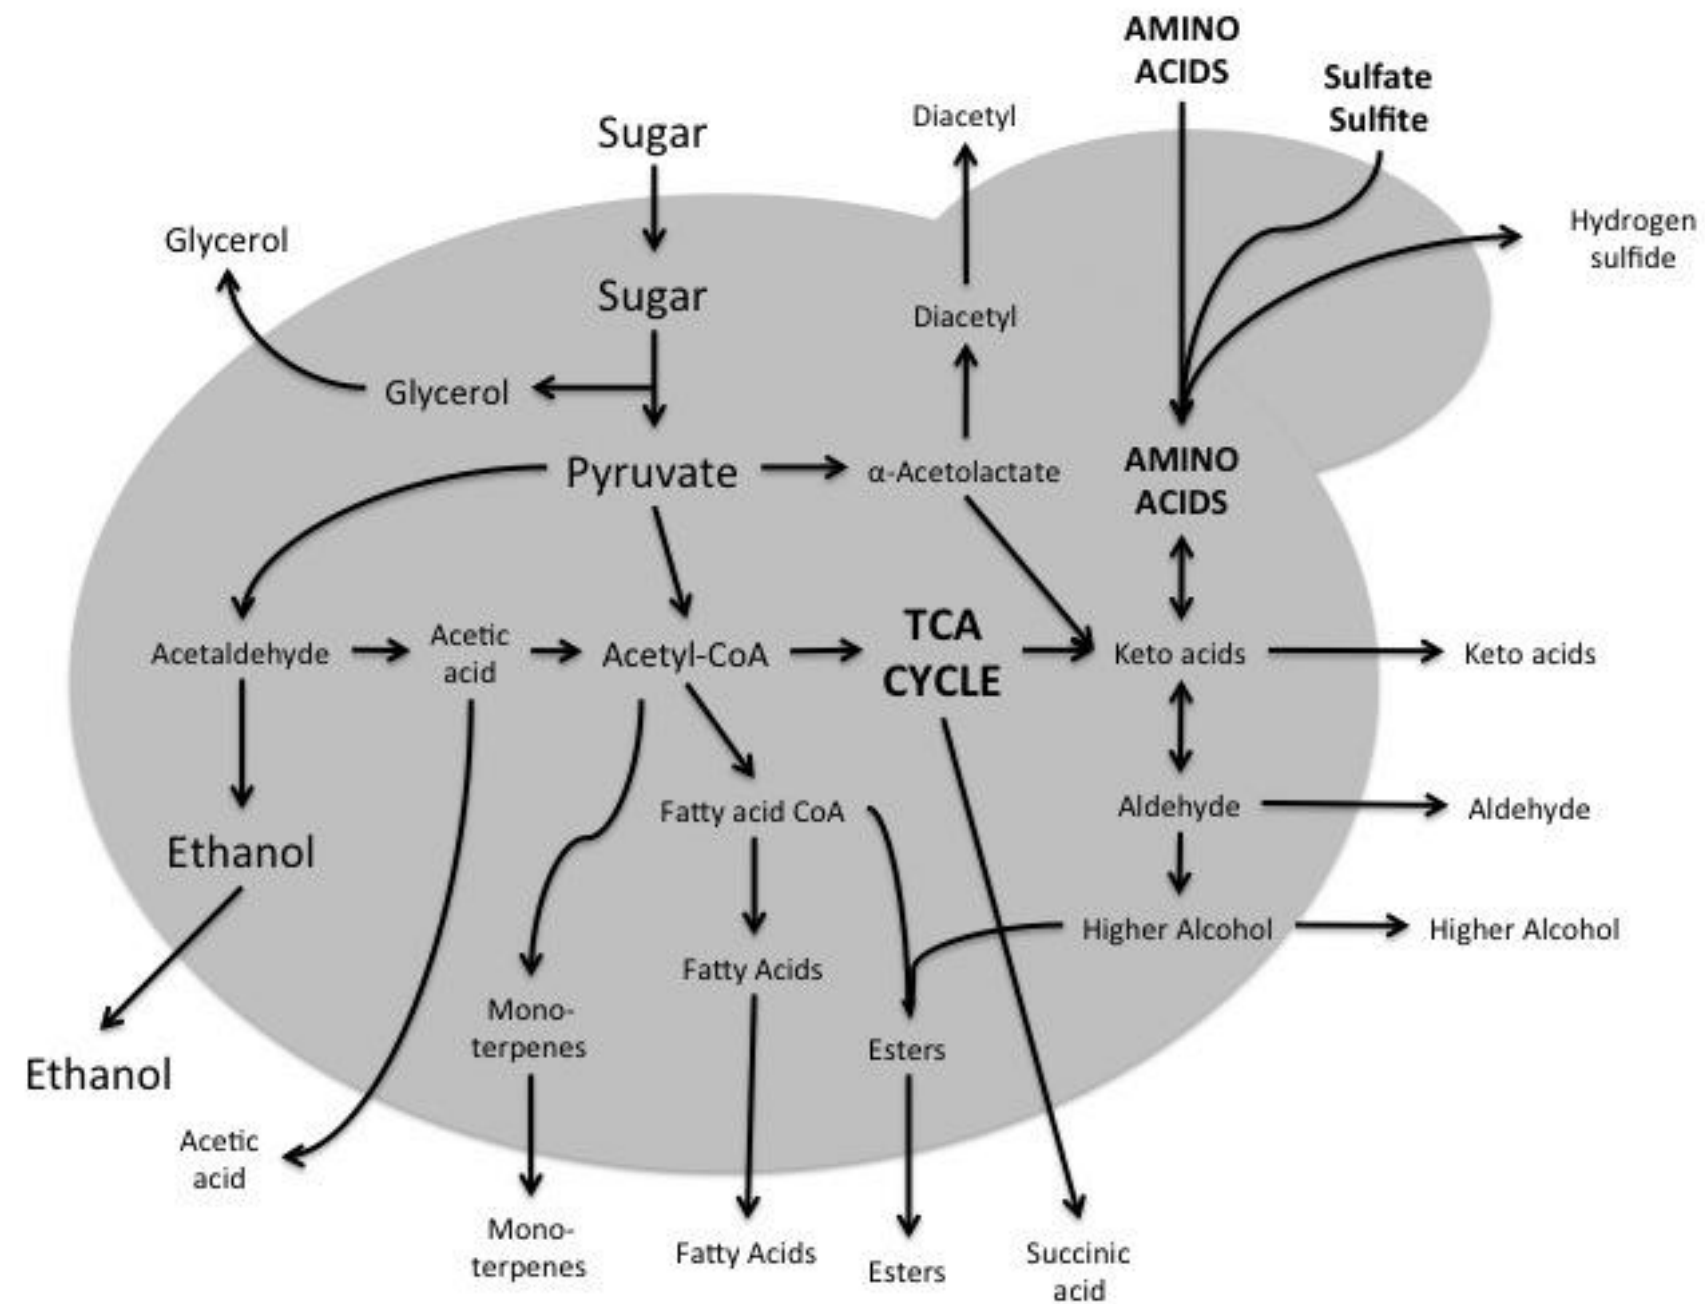 AMINO
ACIDS
Sulfate
Sulfite
Diacetyl
Sugar
Hydrogen
sulfide
Glycerol
Sugar
Diacetyl
Glycerol
Pyruvate
α-Acetolactate
AMINO
ACIDS
Acetaldehyde
Acetic
acid
Acetyl-CoA
TCA
CYCLE
Keto acids
Keto acids
Fatty acid CoA
Aldehyde
Aldehyde
Ethanol
Higher Alcohol
Higher Alcohol
Fatty Acids
Mono-
terpenes
Esters
Ethanol
Acetic
acid
Mono-
terpenes
Fatty Acids
Esters
Succinic
acid